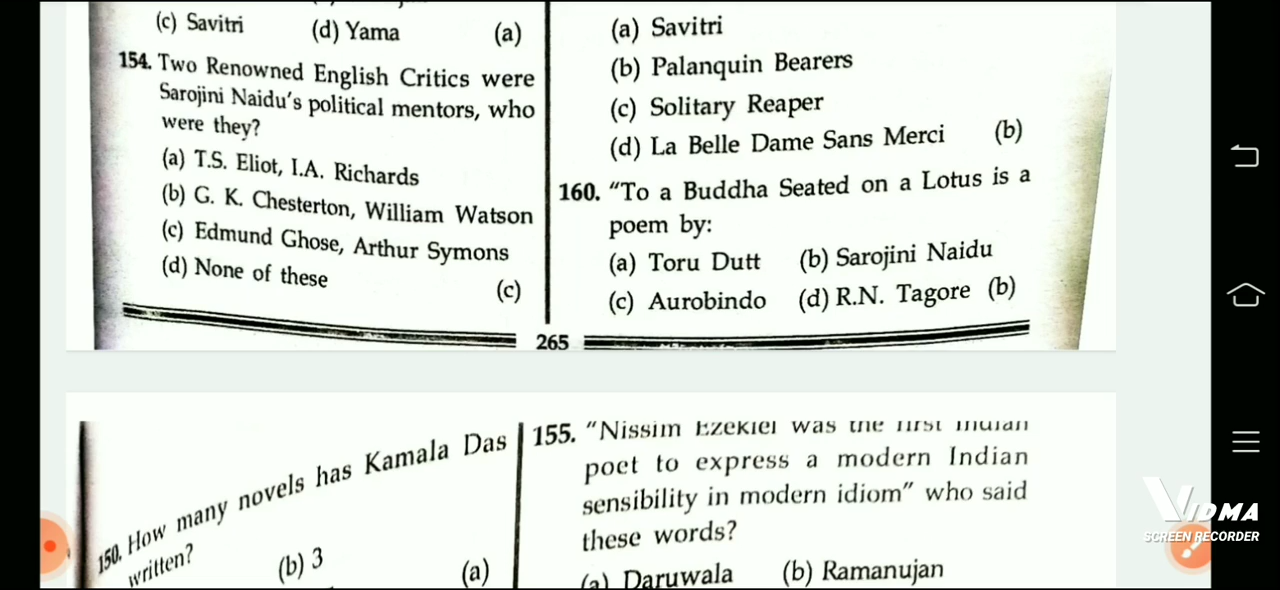 (c) Savitri (d) Yama (a)
154. Two Renowned English Critics were
Sarojini Naidu's political mentors, who
were they?
(a) T.S. Eliot, I.A. Richards
(b) G. K. Chesterton, William Watson
(c) Edmund Ghose, Arthur Symons
(d) None of these
(c)
(a) Savitri
(b) Palanquin Bearers
(c) Solitary Reaper
(d) La Belle Dame Sans Merci (b)
160. "To a Buddha Seated on a Lotus is a
poem by:
(a) Toru Dutt (b) Sarojini Naidu
(c) Aurobindo (d) R.N. Tagore (b)
265
150. How many novels has Kamala Das
written?
(b) 3 (a)
155. "Nissim Ezekiel was the first Indian
poet to express a modern Indian
sensibility in modern idiom" who said
these words?
(a) Daruwala (b) Ramanujan
VIDMA
SCREEN RECORDER